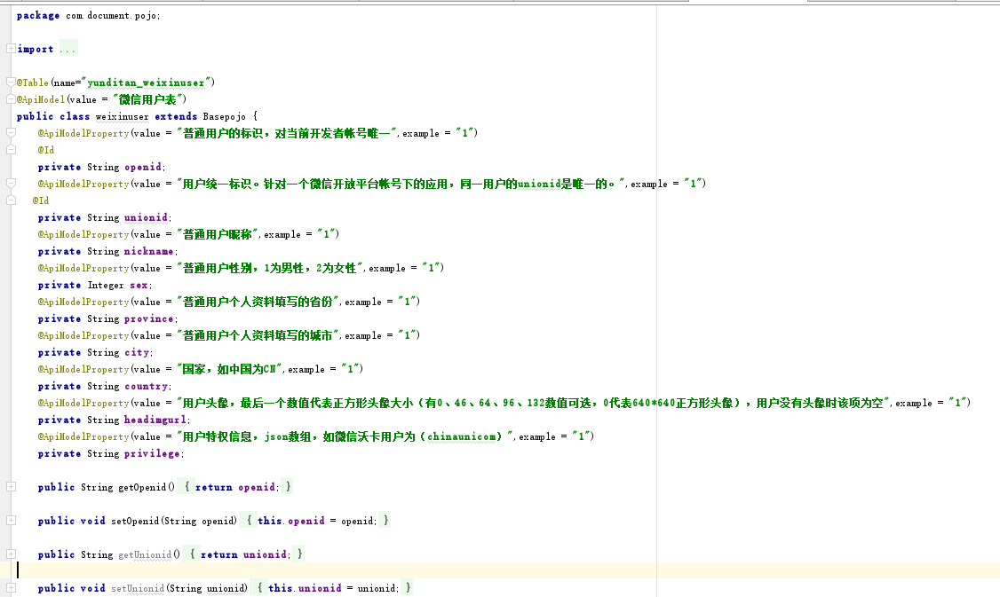 package com.document.pojo;
import ...
@Table(name="yunditan_weixinuser")
@ApiModel(value = "微信用户表")
public class weixinuser extends Basepojo {
@ApiModelProperty(value = "普通用户的标识，对当前开发者帐号唯一",example = "1")
@Id
private String openid;
@ApiModelProperty(value = "用户统一标识。针对一个微信开放平台帐号下的应用，同一用户的unionid是唯一的。",example = "1")
@Id
private String unionid;
@ApiModelProperty(value = "普通用户昵称",example = "1")
private String nickname;
@ApiModelProperty(value = "普通用户性别，1为男性，2为女性",example = "1")
private Integer sex;
@ApiModelProperty(value = "普通用户个人资料填写的省份",example = "1")
private String province;
@ApiModelProperty(value = "普通用户个人资料填写的城市",example = "1")
private String city;
@ApiModelProperty(value = "国家，如中国为CN",example = "1")
private String country;
@ApiModelProperty(value = "用户头像，最后一个数值代表正方形头像大小（有0、46、64、96、132数值可选，0代表640*640正方形头像），用户没有头像时该项为空",example = "1")
private String headimgurl;
@ApiModelProperty(value = "用户特权信息，json数组，如微信沃卡用户为（chinaunicom）",example = "1")
private String privilege;
public String getOpenid() { return openid; }
public void setOpenid(String openid) { this.openid = openid; }
public String getUnionid() { return unionid; }
public void setUnionid(String unionid) { this.unionid = unionid; }